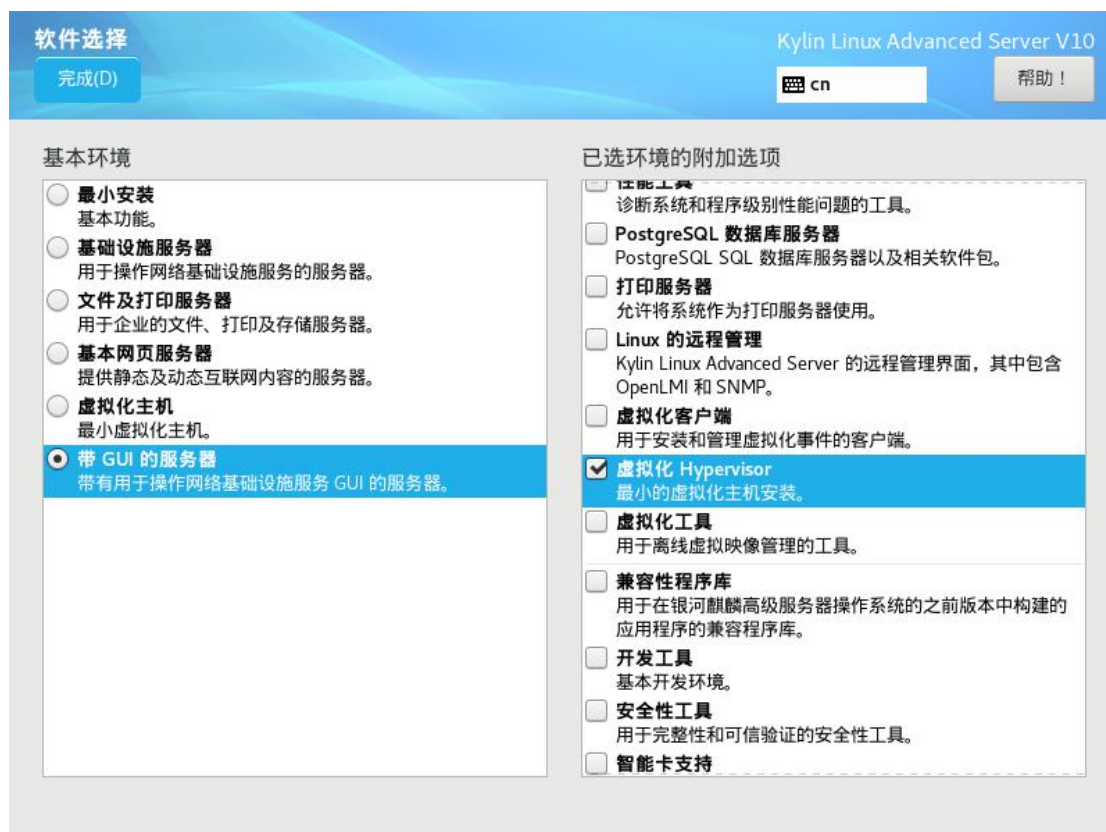 软件选择
完成(D)
Kylin Linux Advanced Server V10
cn
帮助！
基本环境
最小安装
基本功能。
基础设施服务器
用于操作网络基础设施服务的服务器。
文件及打印服务器
用于企业的文件、打印及存储服务器。
基本网页服务器
提供静态及动态互联网内容的服务器。
虚拟化主机
最小虚拟化主机。
带 GUI 的服务器
带有用于操作网络基础设施服务 GUI 的服务器。
已选环境的附加选项
性能工具
诊断系统和程序级别性能问题的工具。
PostgreSQL 数据库服务器
PostgreSQL SQL 数据库服务器以及相关软件包。
打印服务器
允许将系统作为打印服务器使用。
Linux 的远程管理
Kylin Linux Advanced Server 的远程管理界面，其中包含
OpenLMI 和 SNMP。
虚拟化客户端
用于安装和管理虚拟化事件的客户端。
虚拟化 Hypervisor
最小的虚拟化主机安装。
虚拟化工具
用于离线虚拟映像管理的工具。
兼容性程序库
用于在银河麒麟高级服务器操作系统的之前版本中构建的
应用程序的兼容程序库。
开发工具
基本开发环境。
安全性工具
用于完整性和可信验证的安全性工具。
智能卡支持